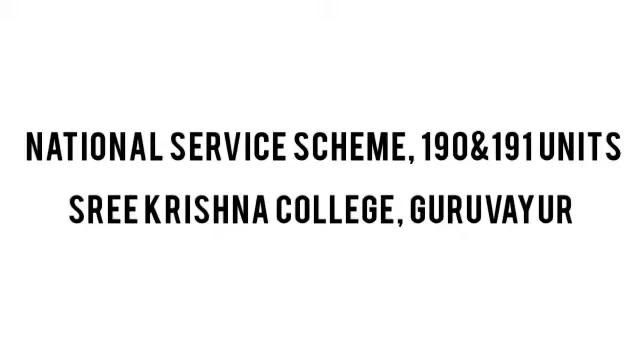 NATIONAL SERVICE SCHEME, 190&191 UNITS
SREE KRISHNA COLLEGE, GURUVAYUR